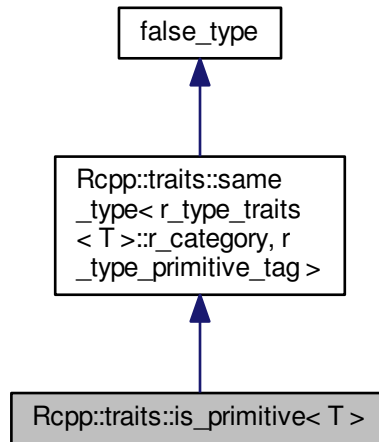 false_type
Rcpp::traits::same
_type< r_type_traits
< T >::r_category, r
_type_primitive_tag >
Rcpp::traits::is_primitive< T >